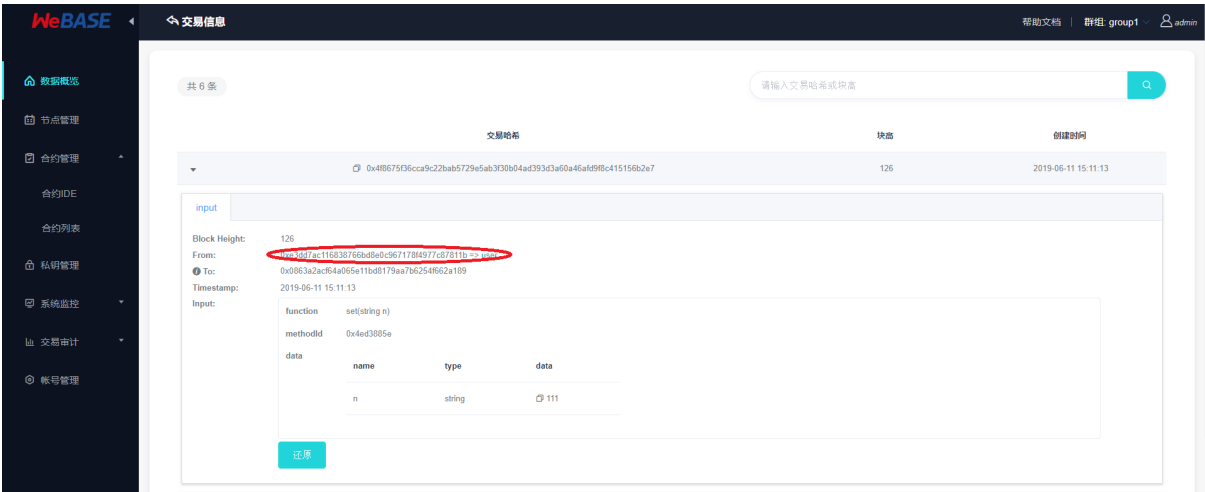 WeBASE
交易信息
帮助文档 | 群组: group1 admin
数据概览
节点管理
合约管理
合约IDE
合约列表
私钥管理
系统监控
交易审计
帐号管理
共 6 条
请输入交易哈希或块高
交易哈希 块高 创建时间
0x4f8675f36cca9c22bab5729e5ab3f30b04ad393d3a60a46afd9f8c415156b2e7 126 2019-06-11 15:11:13
input
Block Height: 126
From: 0xe3dd7ac116838766bd8e0c967178f4977c87811b => user
To: 0x0863a2acf64a065e11bd8179aa7b6254f662a189
Timestamp: 2019-06-11 15:11:13
Input:
function set(string n)
methodId 0x4ed3885e
data
name type data
n string 111
还原